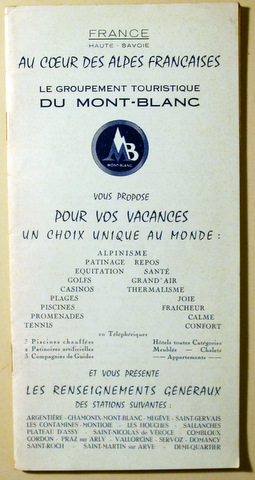 FRANCE
HAUTE-SAVOIE
AU CŒUR DES ALPES FRANÇAISES
LE GROUPEMENT TOURISTIQUE
DU MONT-BLANC
MB
MONT-BLANC
VOUS PROPOSE
POUR VOS VACANCES
UN CHOIX UNIQUE AU MONDE :
ALPINISME
PATINAGE REPOS
EQUITATION SANTÉ
GOLFS GRAND'AIR
CASINOS THERMALISME
PLAGES JOIE
PISCINES FRAICHEUR
PROMENADES CALME
TENNIS CONFORT
20 Téléphériques
7 Piscines chauffées Hôtels toutes Catégories
2 Patinoires artificielles Meublés — Chalets
3 Compagnies de Guides — Appartements —
ET VOUS PRÉSENTE
LES RENSEIGNEMENTS GÉNÉRAUX
DES STATIONS SUIVANTES :
ARGENTIÈRE - CHAMONIX-MONT-BLANC - MEGÈVE - SAINT-GERVAIS
LES CONTAMINES - MONTJOIE - LES HOUCHES - SALLANCHES
PLATEAU D'ASSY - SAINT-NICOLAS DE VÉROCE - COMBLOUX
CORDON - PRAZ sur ARLY - VALLORCINE - SERVOZ - DOMANCY
SAINT-ROCH - SAINT-MARTIN sur ARVE - DEMI-QUARTIER